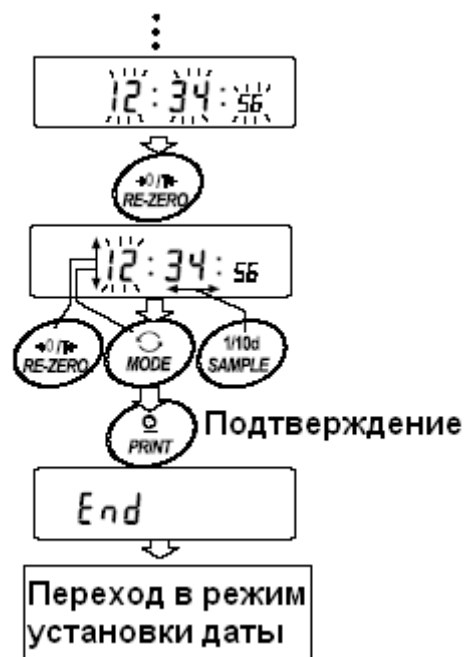 12:34:56
→0/T←
RE-ZERO
12:34:56
→0/T←
RE-ZERO
MODE
1/10d
SAMPLE
PRINT
Подтверждение
End
Переход в режим
установки даты